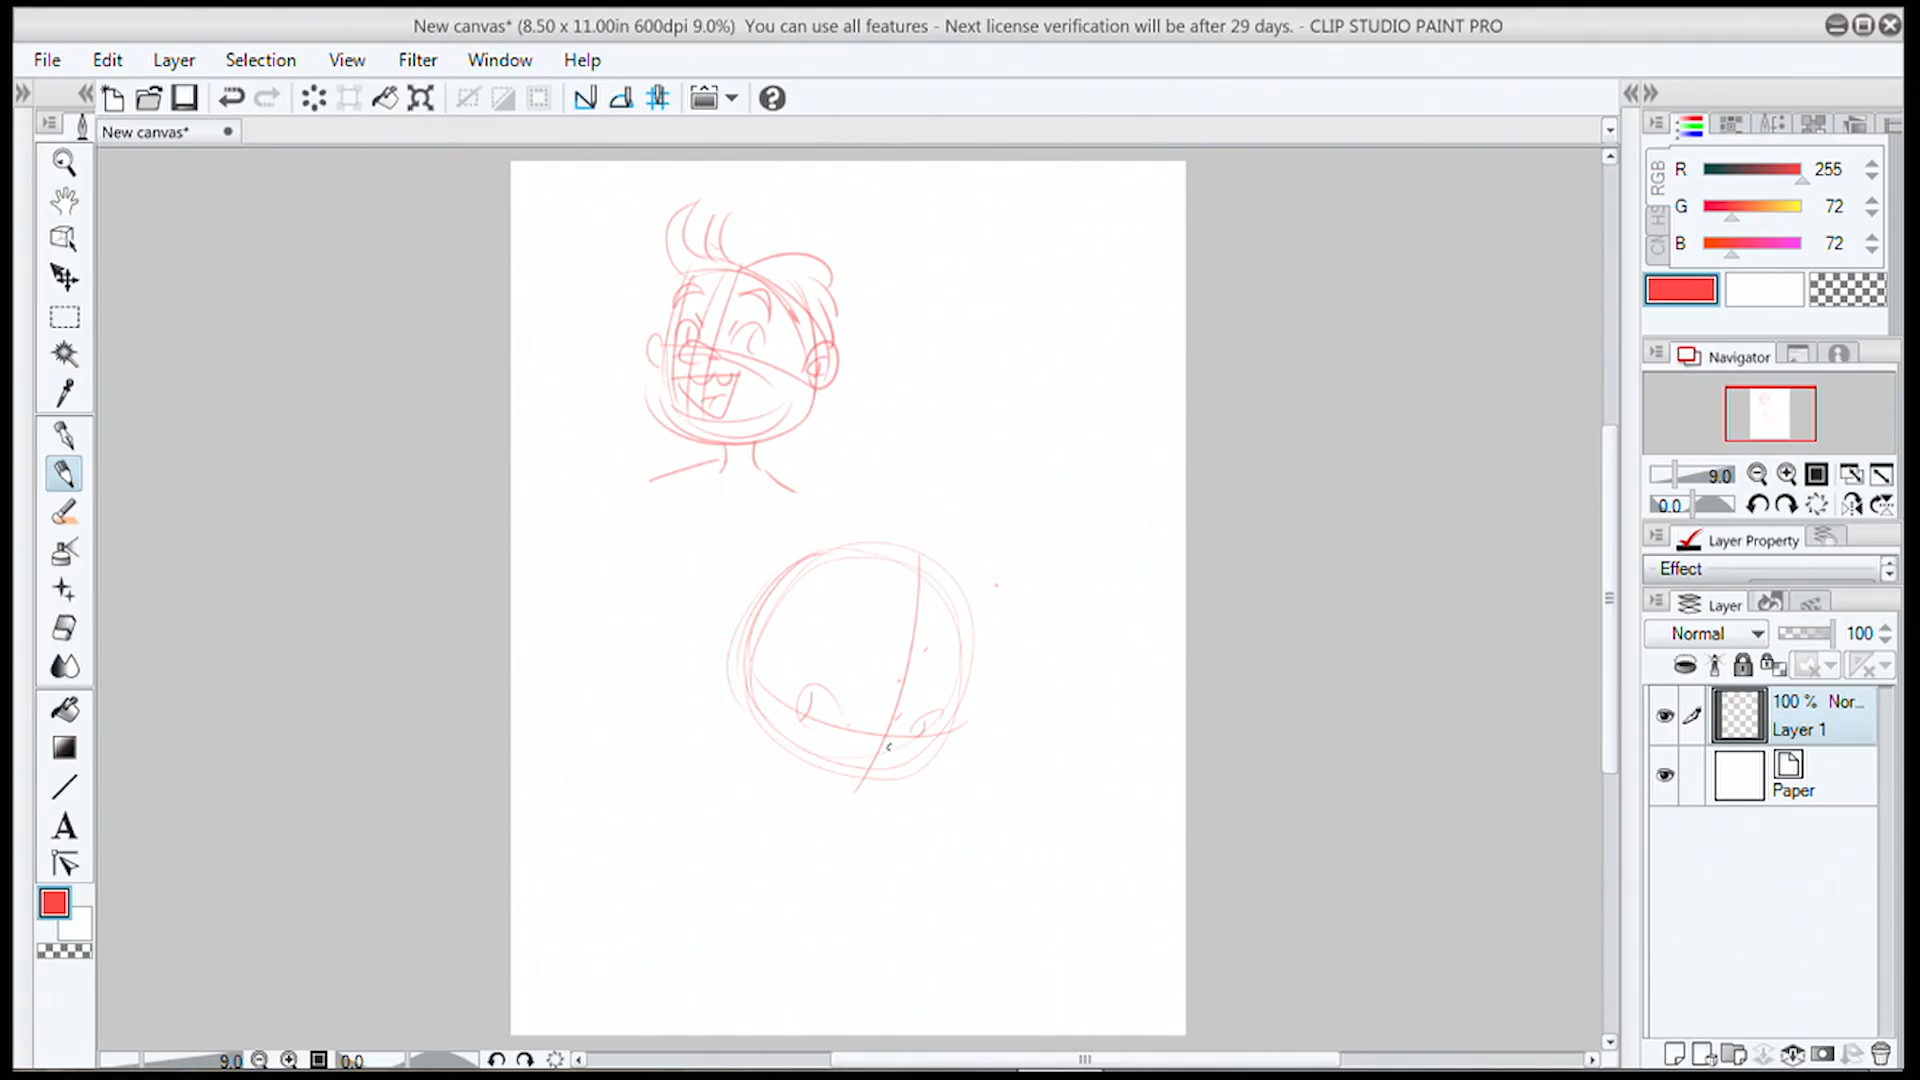 New canvas* (8.50 x 11.00in 600dpi 9.0%)  You can use all features - Next license verification will be after 29 days. - CLIP STUDIO PAINT PRO
File Edit Layer Selection View Filter Window Help
New canvas*
RGB
HS
CM
R 255
G 72
B 72
Navigator
9.0
0.0
Layer Property
Effect
Layer
Normal 100
100 % Nor...
Layer 1
Paper
A
9.0 0.0